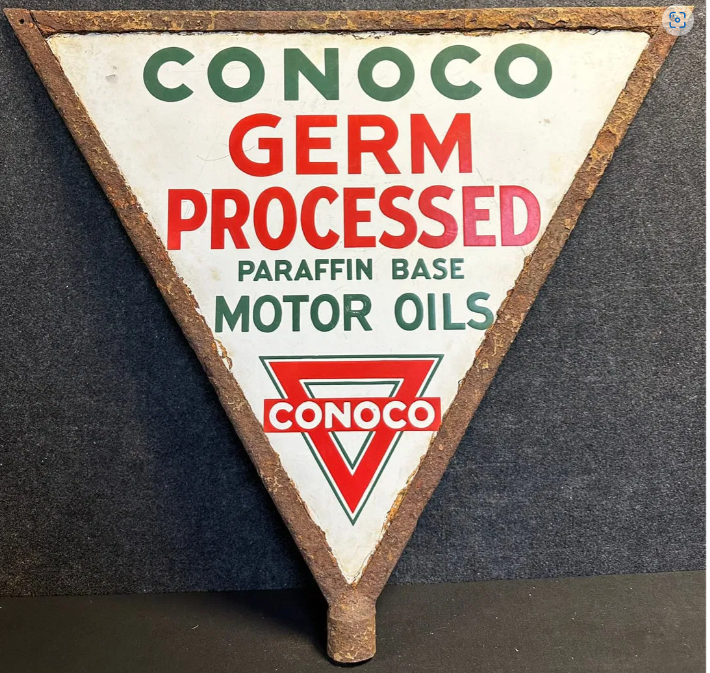 CONOCO
GERM
PROCESSED
PARAFFIN BASE
MOTOR OILS
CONOCO